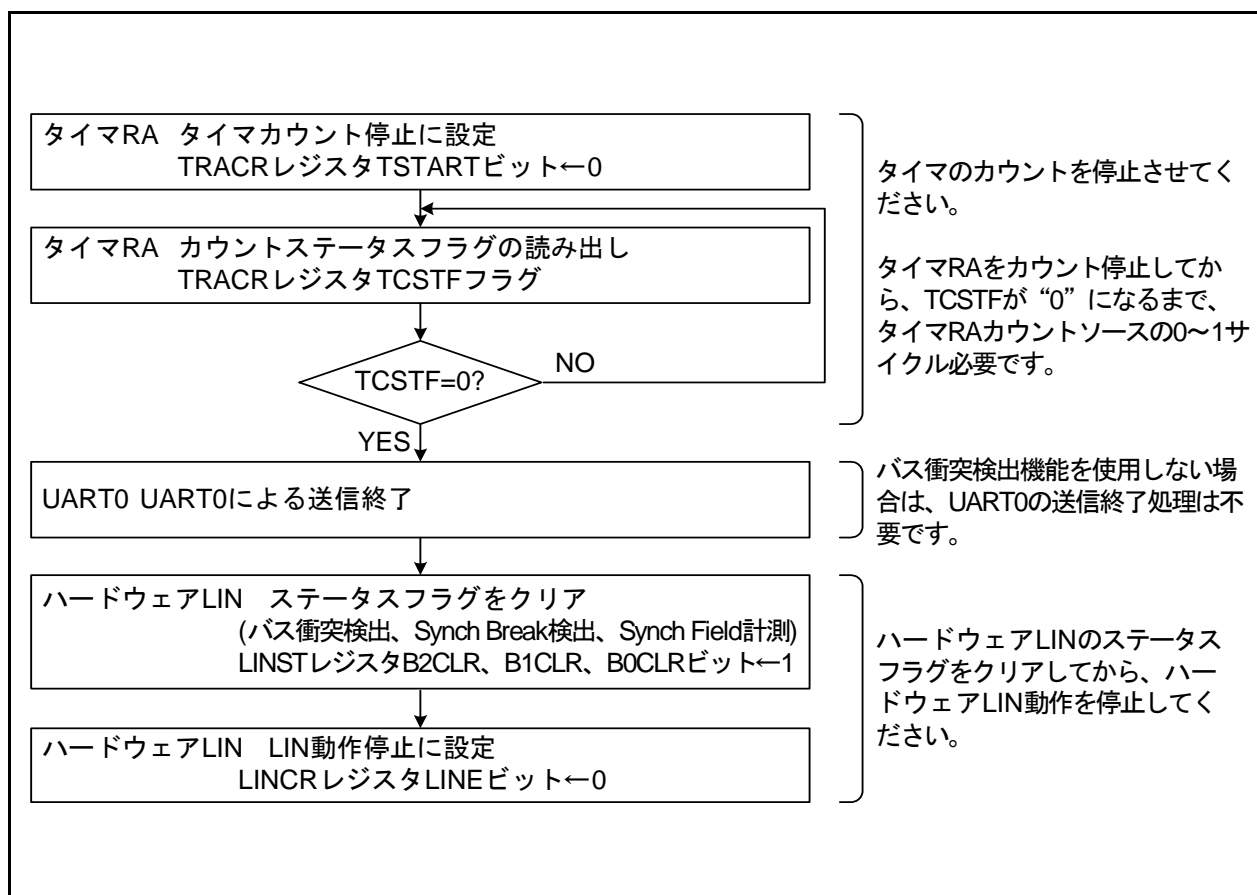 タイマRA タイマカウント停止に設定
TRACRレジスタTSTARTビット←0
タイマRA カウントステータスフラグの読み出し
TRACRレジスタTCSTFフラグ
TCSTF=0?
NO
YES
タイマのカウントを停止させてく
ださい。
タイマRAをカウント停止してか
ら、TCSTFが“0”になるまで、
タイマRAカウントソースの0〜1サ
イクル必要です。
UART0 UART0による送信終了
バス衝突検出機能を使用しない場
合は、UART0の送信終了処理は不
要です。
ハードウェアLIN ステータスフラグをクリア
(バス衝突検出、Synch Break検出、Synch Field計測)
LINSTレジスタB2CLR、B1CLR、B0CLRビット←1
ハードウェアLIN LIN動作停止に設定
LINCRレジスタLINEビット←0
ハードウェアLINのステータス
フラグをクリアしてから、ハー
ドウェアLIN動作を停止してく
ださい。